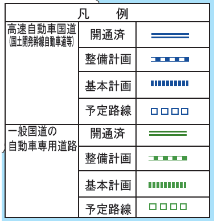 凡 例
高速自動車国道
(国土開発幹線自動車道等)
開通済
整備計画
基本計画
予定路線
一般国道の
自動車専用道路
開通済
整備計画
基本計画
予定路線